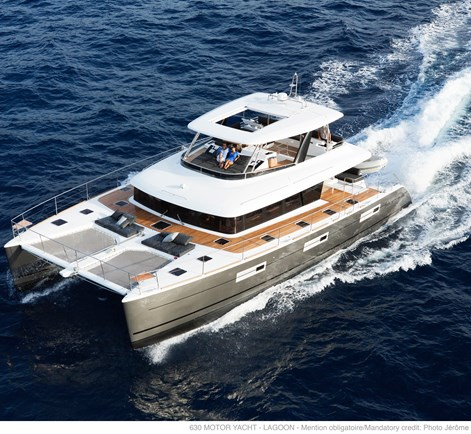 630 MOTOR YACHT - LAGOON - Mention obligatoire/Mandatory credit: Photo Jérôme